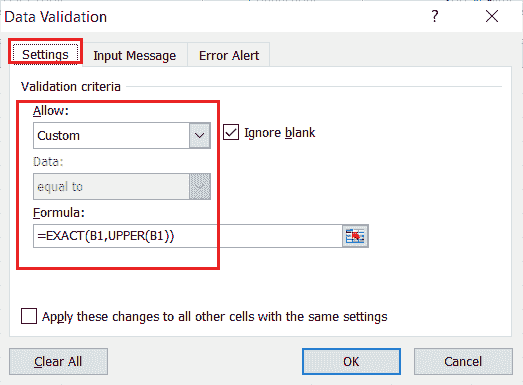 Data Validation ?
Settings Input Message Error Alert
Validation criteria
Allow:
Custom Ignore blank
Data:
equal to
Formula:
=EXACT(B1,UPPER(B1))
Apply these changes to all other cells with the same settings
Clear All OK Cancel